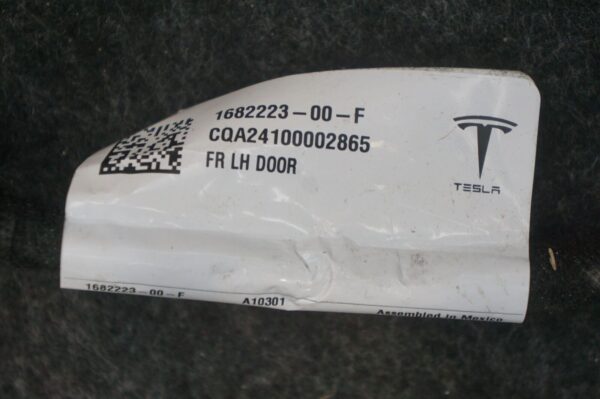 1682223-00-F
CQA24100002865
FR LH DOOR
TESLA
1682223-00-F
A10301
Assembled in Mexico